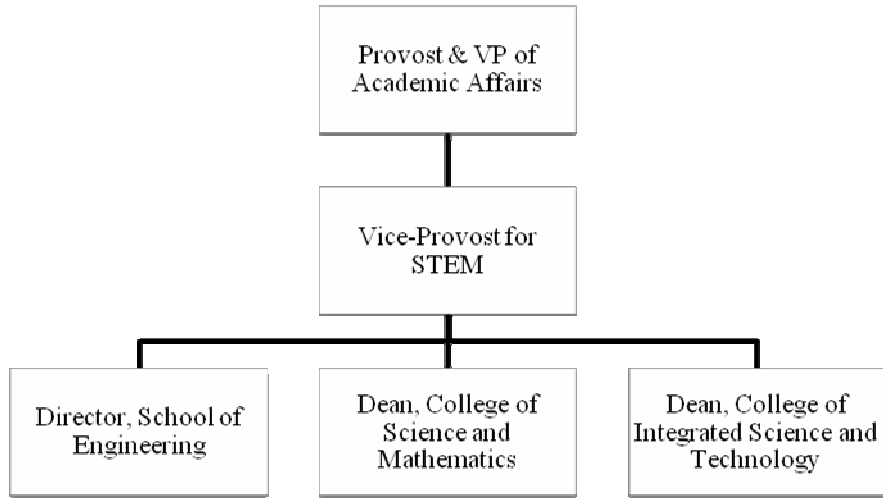 Provost & VP of
Academic Affairs
Vice-Provost for
STEM
Director, School of
Engineering
Dean, College of
Science and
Mathematics
Dean, College of
Integrated Science and
Technology